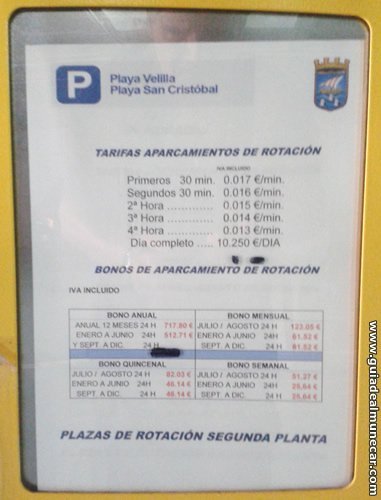 P
Playa Velilla
Playa San Cristóbal
TARIFAS APARCAMIENTOS DE ROTACIÓN
IVA INCLUIDO
Primeros 30 min. 0.017 €/min.
Segundos 30 min. 0.016 €/min.
2ª Hora ............. 0.015 €/min.
3ª Hora ............. 0.014 €/min.
4ª Hora ............. 0.013 €/min.
Día completo ..... 10.250 €/DIA
BONOS DE APARCAMIENTO DE ROTACIÓN
IVA INCLUIDO
BONO ANUAL
ANUAL 12 MESES 24 H 717.80 €
ENERO A JUNIO 24 H 512.71 €
Y SEPT. A DIC. 24 H
BONO MENSUAL
JULIO / AGOSTO 24 H 123.05 €
ENERO A JUNIO 24H 61.52 €
SEPT. A DIC. 24 H 61.52 €
BONO QUINCENAL
JULIO / AGOSTO 24 H 82.03 €
ENERO A JUNIO 24H 46.14 €
SEPT. A DIC. 24 H 46.14 €
BONO SEMANAL
JULIO / AGOSTO 24 H 51.27 €
ENERO A JUNIO 24H 25,64 €
SEPT. A DIC. 24 H 25,64 €
PLAZAS DE ROTACIÓN SEGUNDA PLANTA
www.guiadealmunecar.com